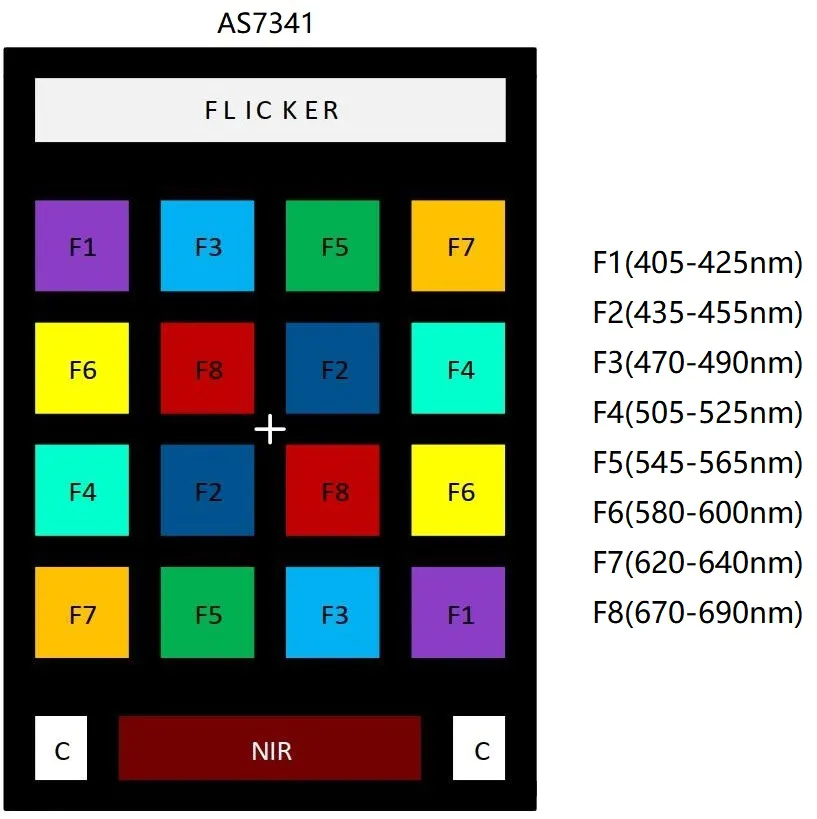 AS7341
FLICKER
F1 F3 F5 F7
F6 F8 F2 F4
F4 F2 F8 F6
F7 F5 F3 F1
C NIR C
F1(405-425nm)
F2(435-455nm)
F3(470-490nm)
F4(505-525nm)
F5(545-565nm)
F6(580-600nm)
F7(620-640nm)
F8(670-690nm)